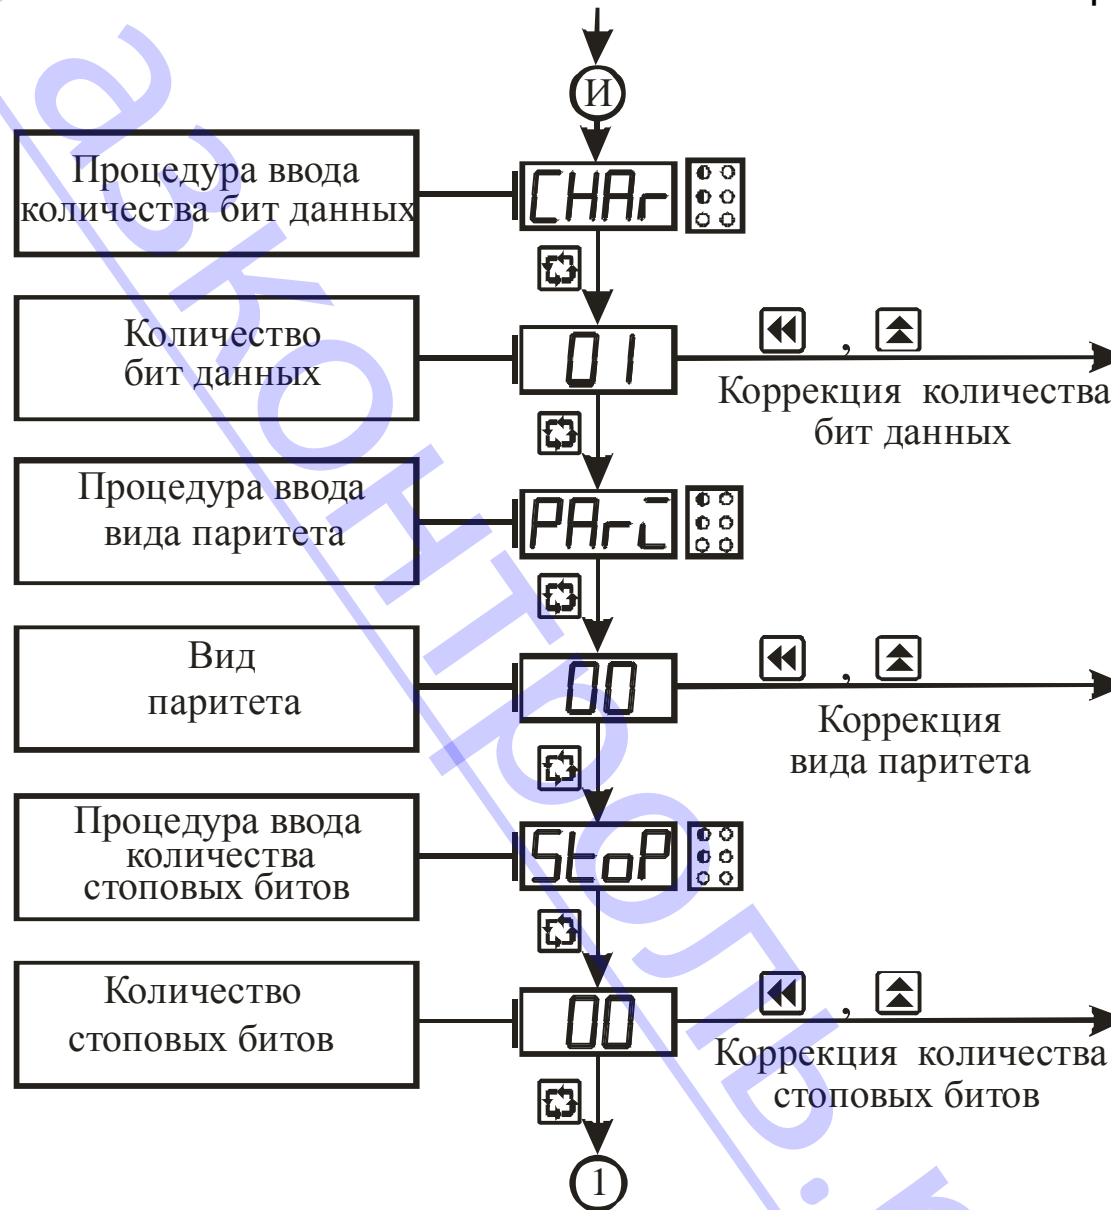 И
Процедура ввода
количества бит данных
CHAr
Количество
бит данных
01
,
Коррекция количества
бит данных
Процедура ввода
вида паритета
PAri
Вид
паритета
00
,
Коррекция
вида паритета
Процедура ввода
количества
стоповых битов
StoP
Количество
стоповых битов
00
,
Коррекция количества
стоповых битов
1
азконтроль.